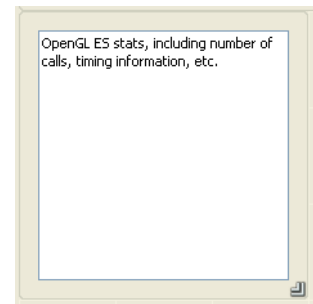 OpenGL ES stats, including number of
calls, timing information, etc.